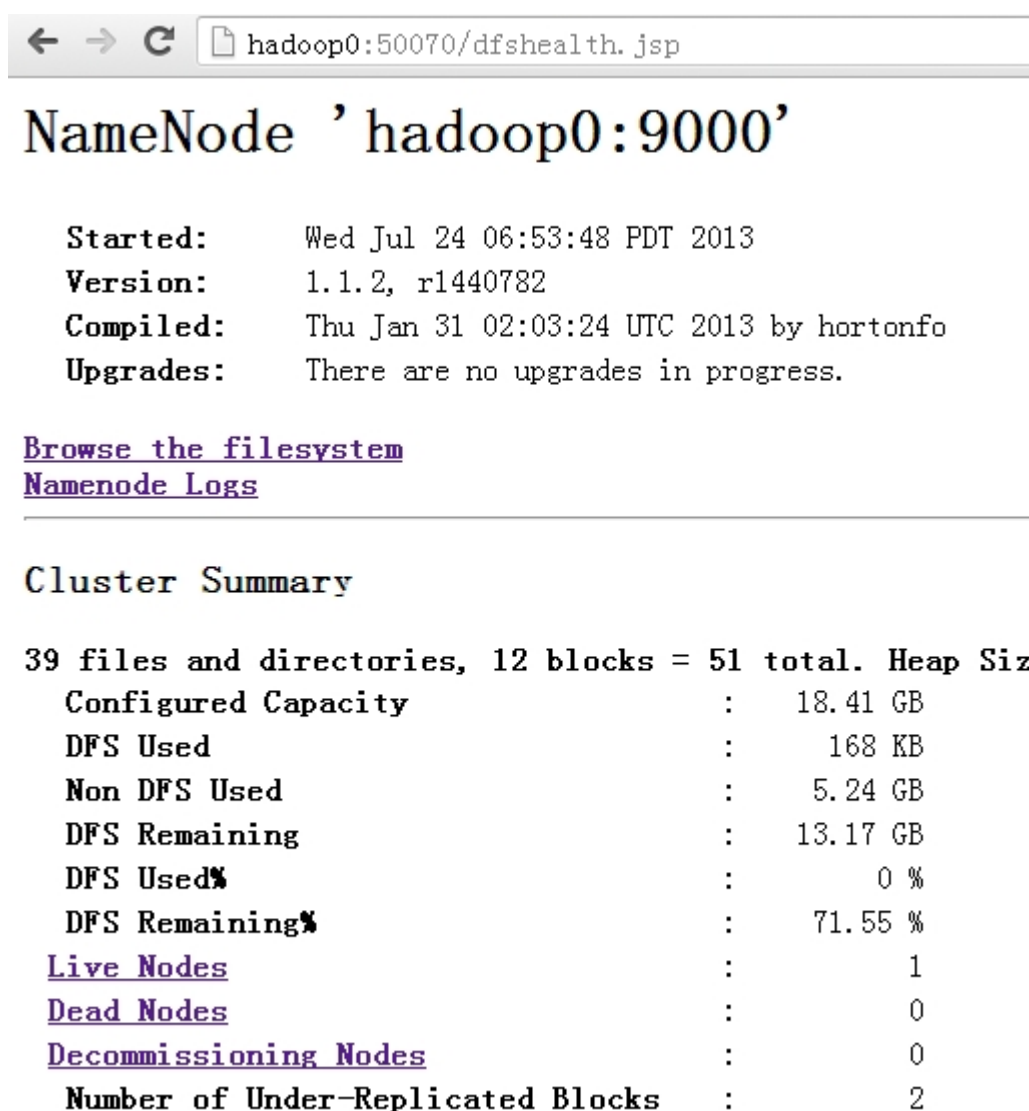 hadoop0:50070/dfshealth.jsp
NameNode 'hadoop0:9000'
Started: Wed Jul 24 06:53:48 PDT 2013
Version: 1.1.2, r1440782
Compiled: Thu Jan 31 02:03:24 UTC 2013 by hortonfo
Upgrades: There are no upgrades in progress.
Browse the filesystem
Namenode Logs
Cluster Summary
39 files and directories, 12 blocks = 51 total. Heap Siz
Configured Capacity : 18.41 GB
DFS Used : 168 KB
Non DFS Used : 5.24 GB
DFS Remaining : 13.17 GB
DFS Used% : 0 %
DFS Remaining% : 71.55 %
Live Nodes : 1
Dead Nodes : 0
Decommissioning Nodes : 0
Number of Under-Replicated Blocks : 2